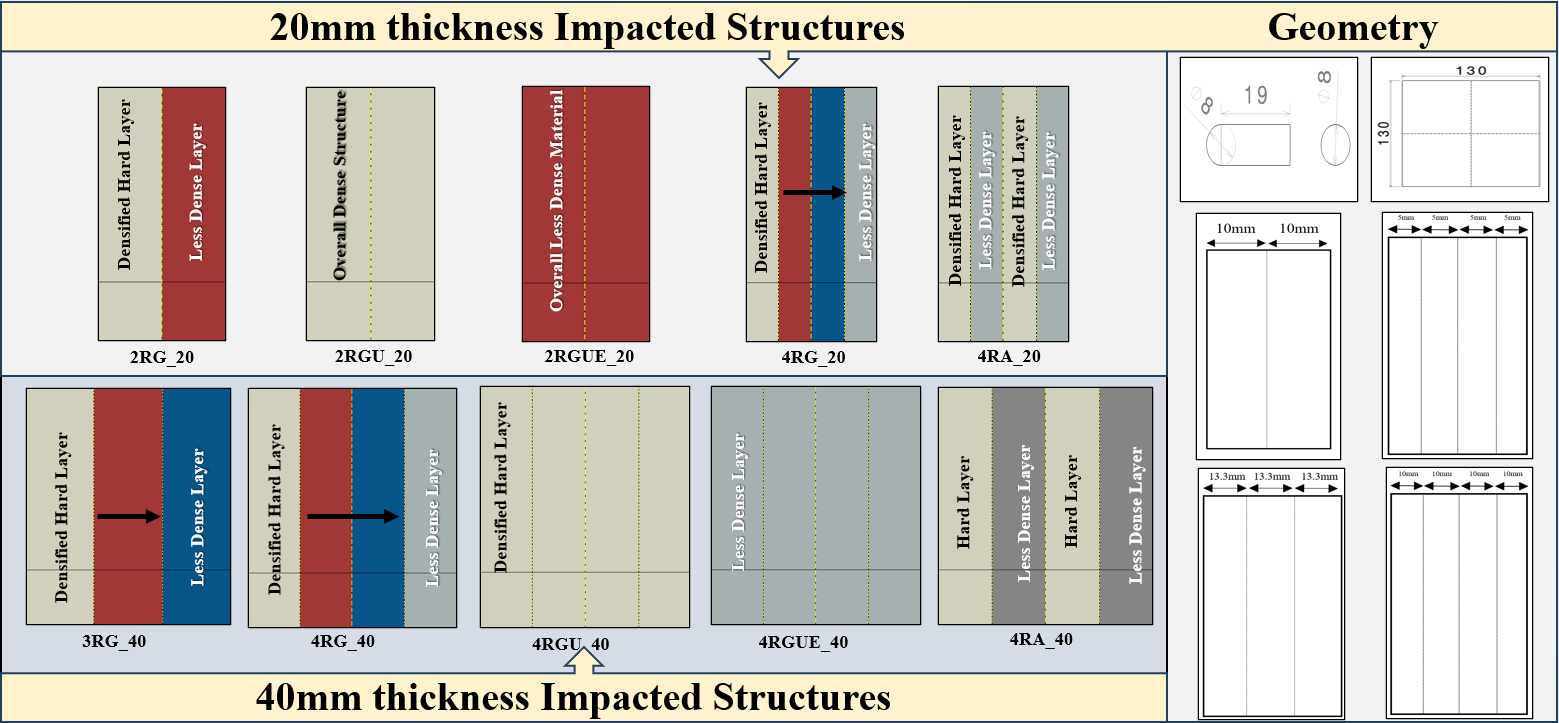 20mm thickness Impacted Structures
Geometry
Densified Hard Layer
Less Dense Layer
2RG_20
Overall Dense Structure
2RGU_20
Overall Less Dense Material
2RGUE_20
Densified Hard Layer
Less Dense Layer
4RG_20
Densified Hard Layer
Less Dense Layer
Densified Hard Layer
Less Dense Layer
4RA_20
Densified Hard Layer
Less Dense Layer
3RG_40
Densified Hard Layer
Less Dense Layer
4RG_40
Densified Hard Layer
4RGU_40
Less Dense Layer
4RGUE_40
Hard Layer
Less Dense Layer
Hard Layer
Less Dense Layer
4RA_40
40mm thickness Impacted Structures
⌀8
19
⌀8
130
130
10mm 10mm
5mm 5mm 5mm 5mm
13.3mm 13.3mm 13.3mm
10mm 10mm 10mm 10mm